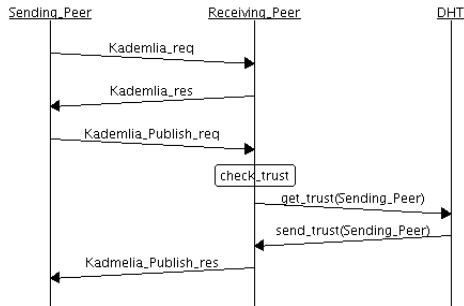 Sending_Peer Receiving_Peer DHT
Kademlia_req
Kademlia_res
Kademlia_Publish_req
check_trust
get_trust(Sending_Peer)
send_trust(Sending_Peer)
Kadmelia_Publish_res